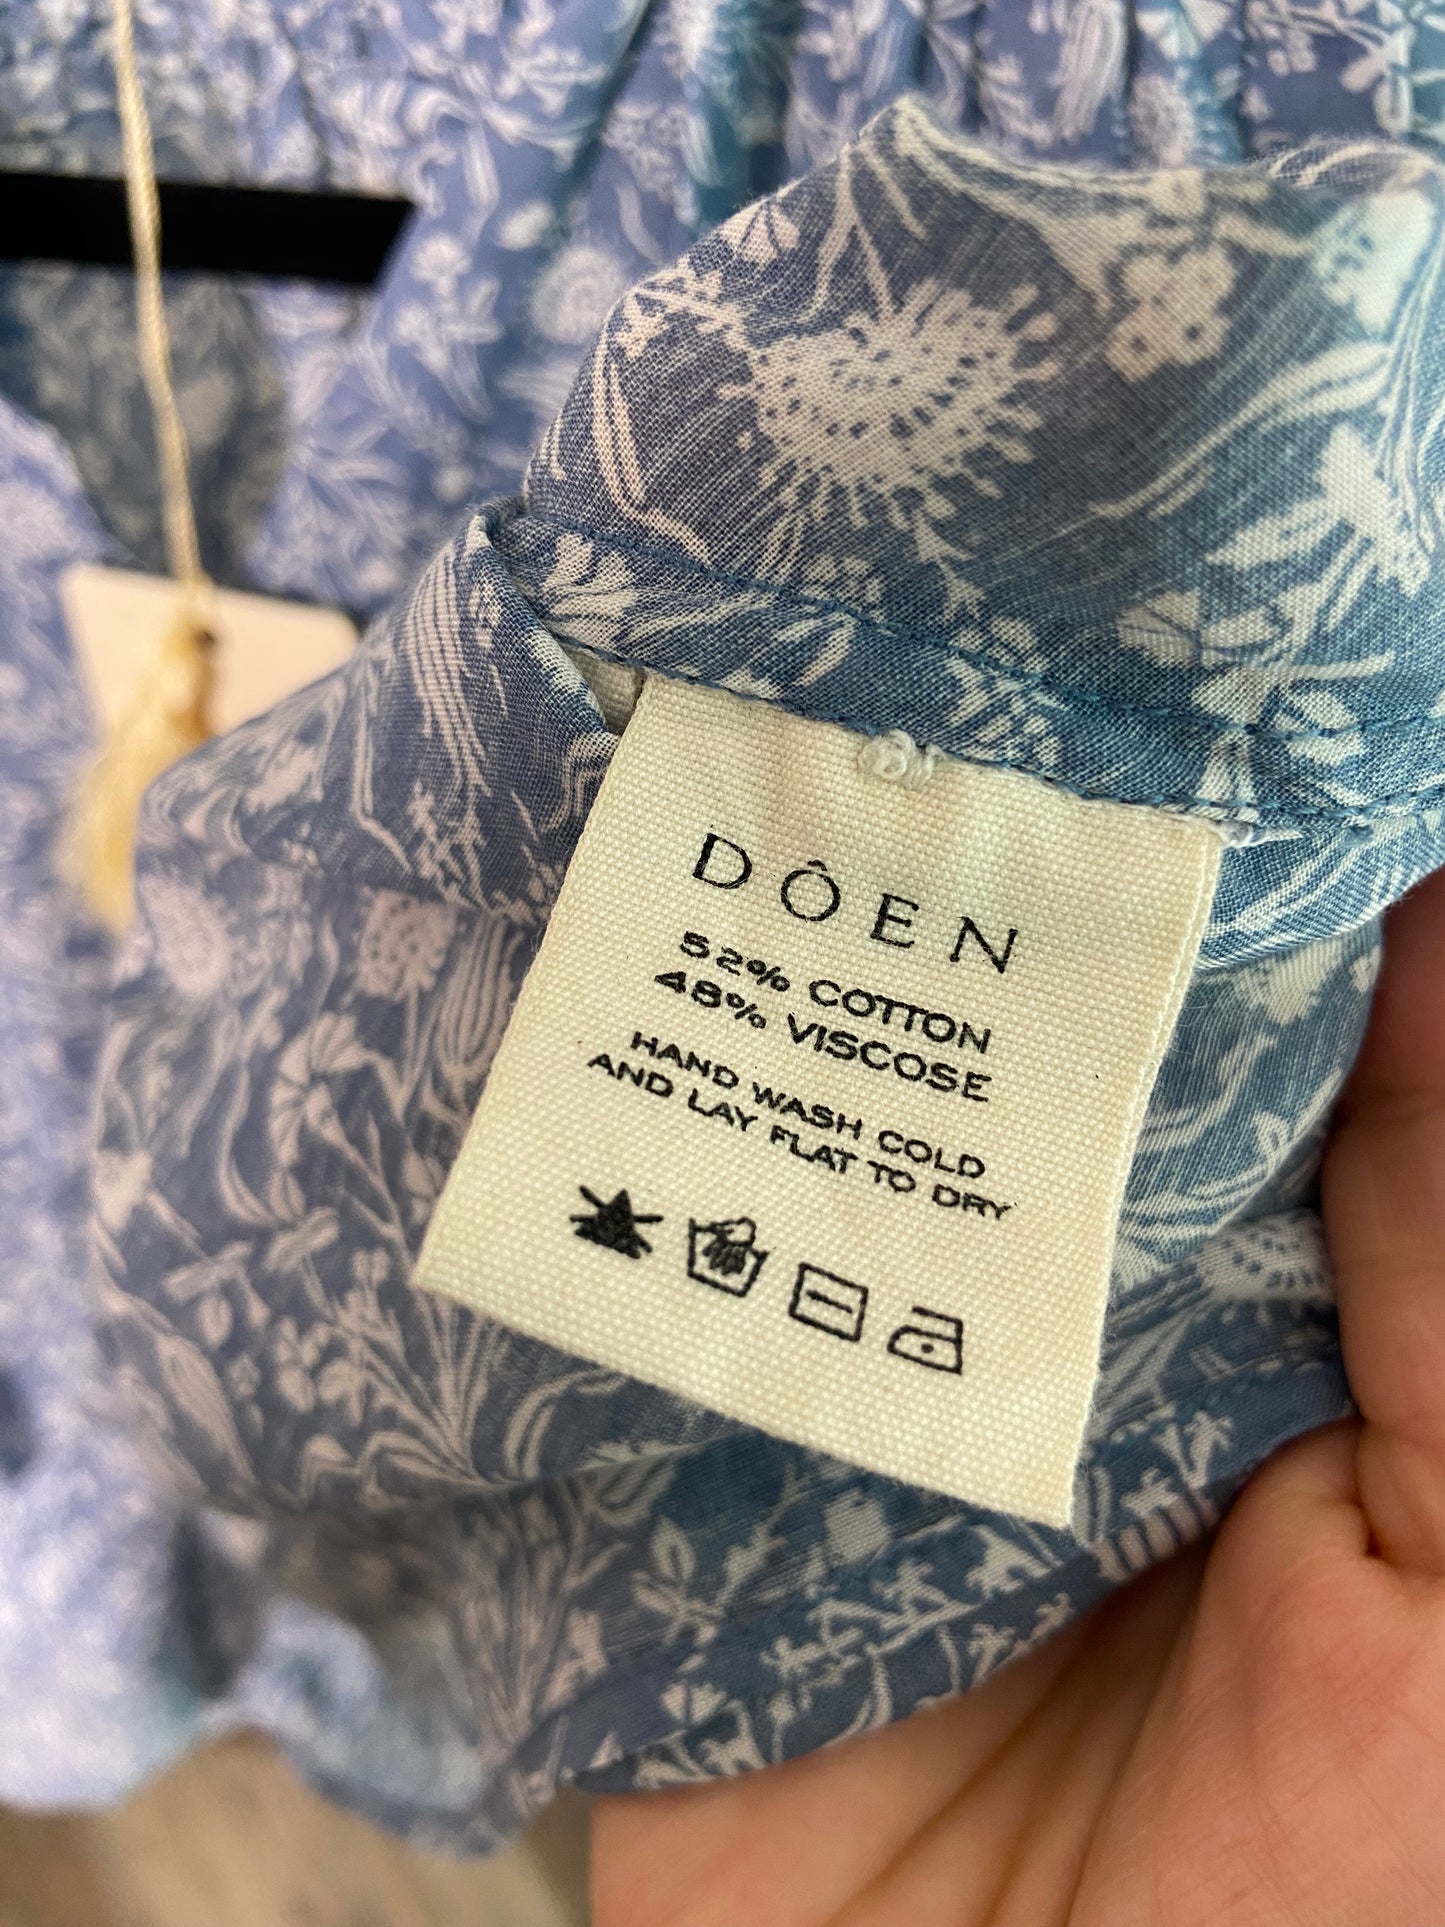 DÔEN
52% COTTON
48% VISCOSE
HAND WASH COLD
AND LAY FLAT TO DRY